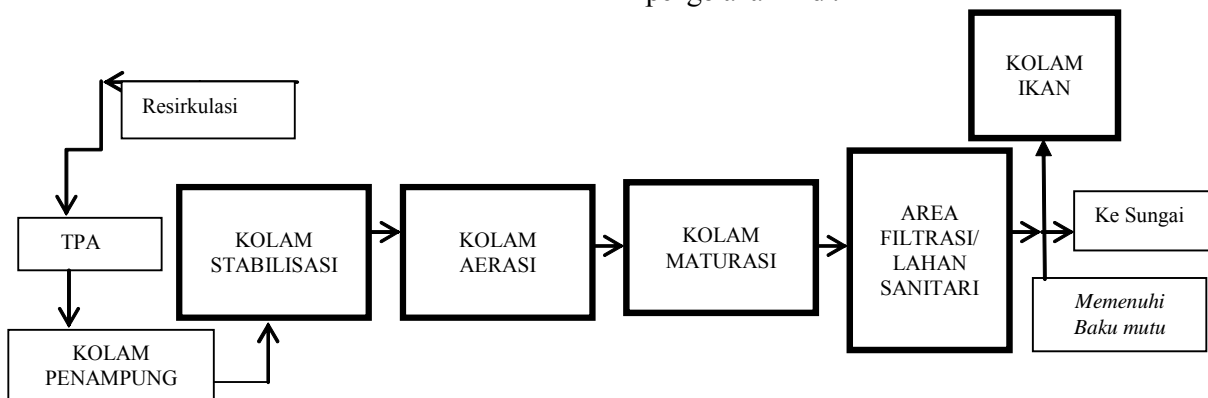 Resirkulasi
TPA
KOLAM
PENAMPUNG
KOLAM
STABILISASI
KOLAM
AERASI
KOLAM
MATURASI
AREA
FILTRASI/
LAHAN
SANITARI
KOLAM
IKAN
Ke Sungai
Memenuhi
Baku mutu